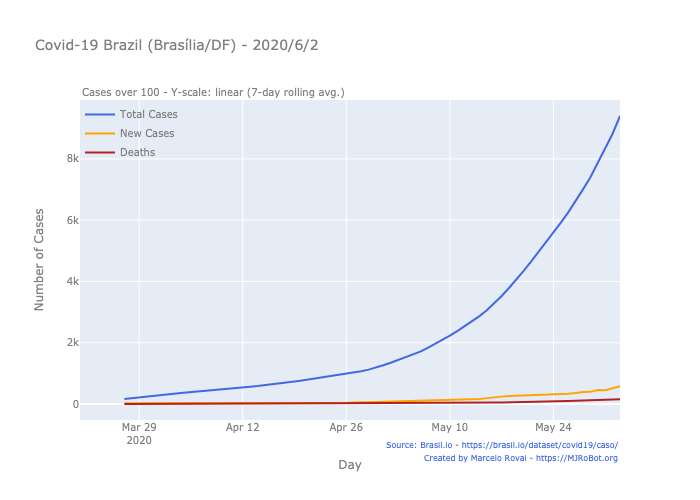 Covid-19 Brazil (Brasília/DF) - 2020/6/2
Cases over 100 - Y-scale: linear (7-day rolling avg.)
Total Cases
New Cases
Deaths
Number of Cases
8k
6k
4k
2k
0
Mar 29
2020
Apr 12
Apr 26
May 10
May 24
Day
Source: Brasil.io - https://brasil.io/dataset/covid19/caso/
Created by Marcelo Rovai - https://MJRoBot.org